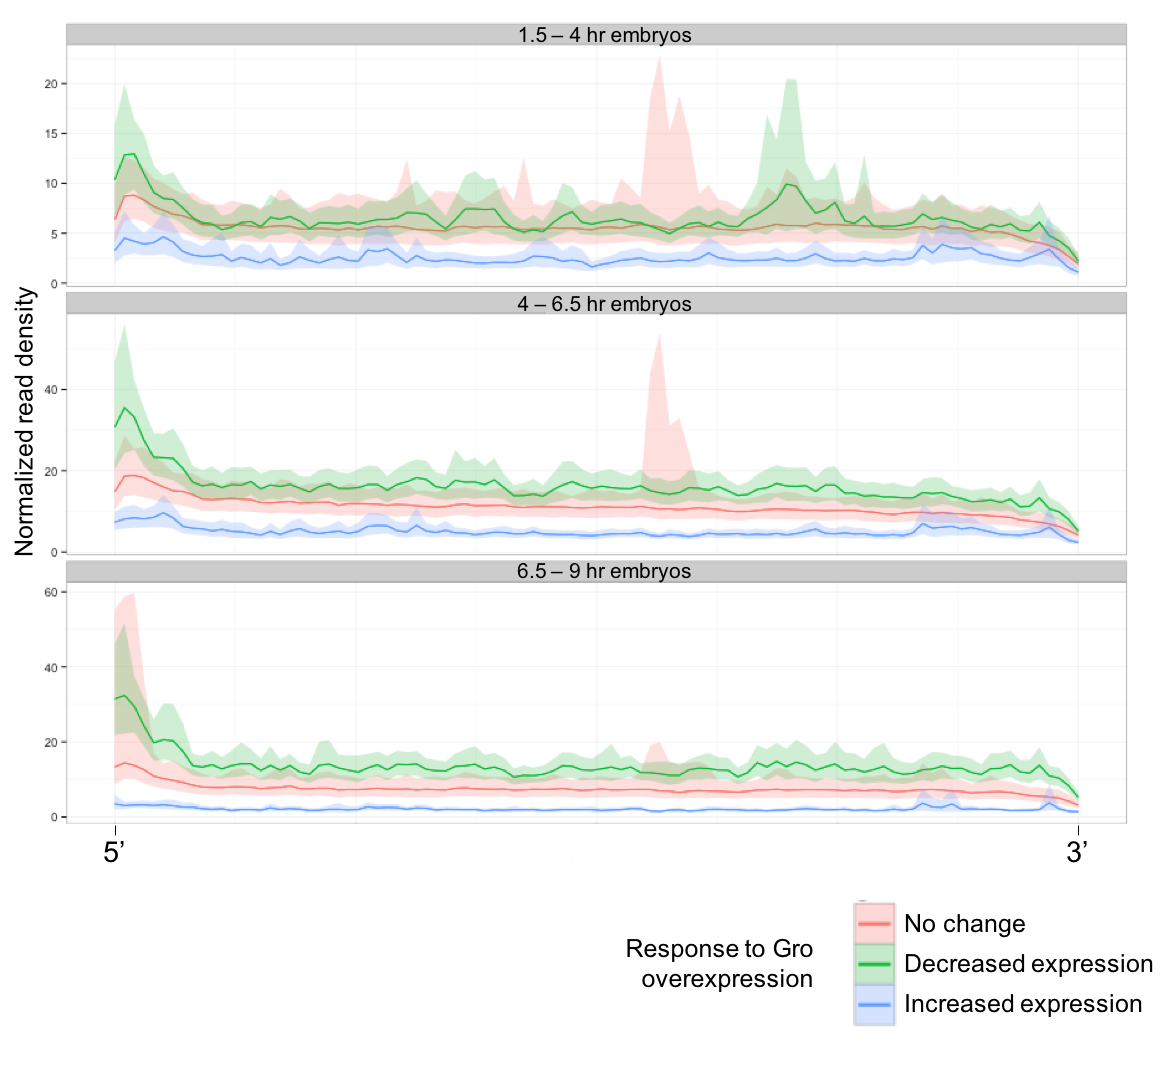 1.5 – 4 hr embryos
20
15
10
5
0
4 – 6.5 hr embryos
40
20
0
Normalized read density
6.5 – 9 hr embryos
60
40
20
0
5’
3’
Response to Gro
overexpression
No change
Decreased expression
Increased expression